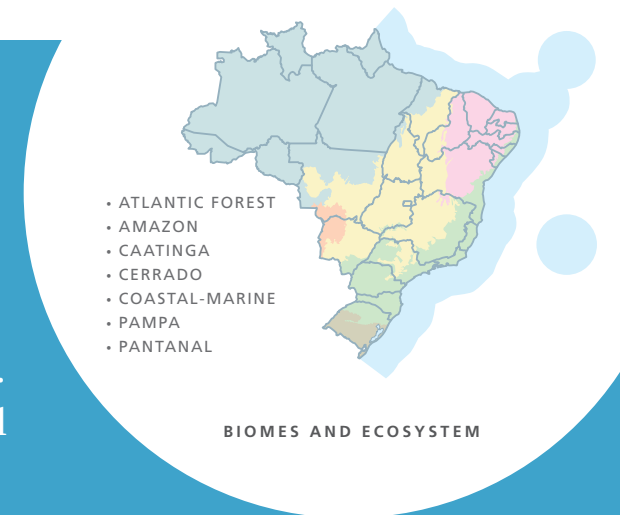 • ATLANTIC FOREST
• AMAZON
• CAATINGA
• CERRADO
• COASTAL-MARINE
• PAMPA
• PANTANAL
BIOMES AND ECOSYSTEM